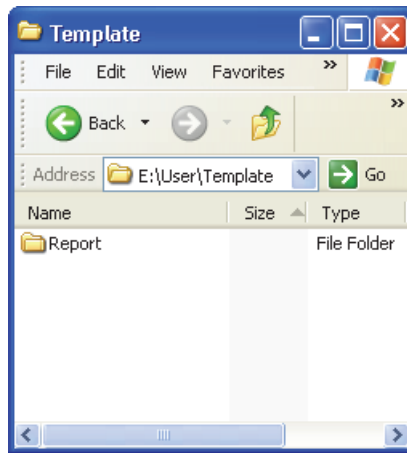 Template
File Edit View Favorites »
Back »
Address E:\User\Template Go
Name Size Type
Report File Folder